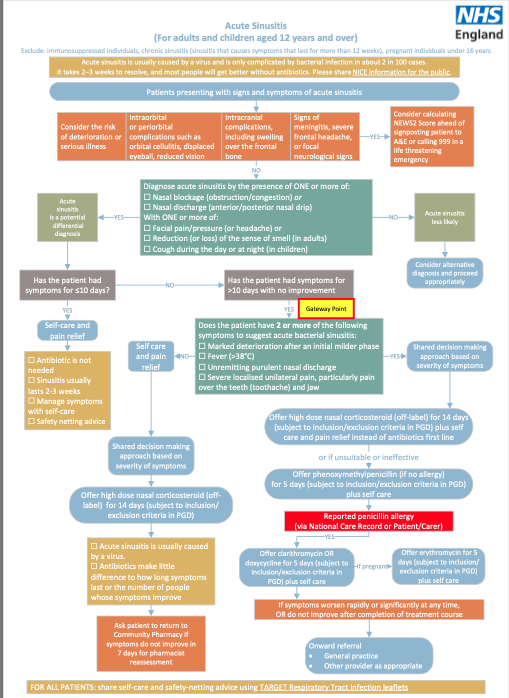 Acute Sinusitis
(For adults and children aged 12 years and over)
NHS
England
Exclude: immunosuppressed individuals, chronic sinusitis (sinusitis that causes symptoms that last for more than 12 weeks), pregnant individuals under 16 years
Acute sinusitis is usually caused by a virus and is only complicated by bacterial infection in about 2 in 100 cases.
It takes 2–3 weeks to resolve, and most people will get better without antibiotics. Please share NICE information for the public.
Patients presenting with signs and symptoms of acute sinusitis
Consider the risk
of deterioration or
serious illness
Intraorbital
or periorbital
complications such as
orbital cellulitis, displaced
eyeball, reduced vision
Intracranial
complications,
including swelling
over the frontal
bone
Signs of
meningitis, severe
frontal headache,
or focal
neurological signs
YES
Consider calculating
NEWS2 Score ahead of
signposting patient to
A&E or calling 999 in a
life threatening
emergency
NO
Diagnose acute sinusitis by the presence of ONE or more of:
☐ Nasal blockage (obstruction/congestion) or
☐ Nasal discharge (anterior/posterior nasal drip)
With ONE or more of:
☐ Facial pain/pressure (or headache) or
☐ Reduction (or loss) of the sense of smell (in adults)
☐ Cough during the day or at night (in children)
YES
Acute
sinusitis
is a potential
differential
diagnosis
NO
Acute sinusitis
less likely
Consider alternative
diagnosis and proceed
appropriately
Has the patient had
symptoms for ≤10 days?
NO
Has the patient had symptoms for
>10 days with no improvement
YES
YES
Gateway Point
Self-care and
pain relief
☐ Antibiotic is not
needed
☐ Sinusitis usually
lasts 2-3 weeks
☐ Manage symptoms
with self-care
☐ Safety netting advice
Does the patient have 2 or more of the following
symptoms to suggest acute bacterial sinusitis:
☐ Marked deterioration after an initial milder phase
☐ Fever (>38°C)
☐ Unremitting purulent nasal discharge
☐ Severe localised unilateral pain, particularly pain
over the teeth (toothache) and jaw
NO
Self care
and pain
relief
YES
Shared decision making
approach based on
severity of symptoms
Shared decision making
approach based on
severity of symptoms
Offer high dose nasal corticosteroid (off-
label) for 14 days (subject to inclusion/
exclusion criteria in PGD)
☐ Acute sinusitis is usually caused
by a virus.
☐ Antibiotics make little
difference to how long symptoms
last or the number of people
whose symptoms improve
Ask patient to return to
Community Pharmacy if
symptoms do not improve in
7 days for pharmacist
reassessment
Offer high dose nasal corticosteroid (off-label) for 14 days
(subject to inclusion/exclusion criteria in PGD) plus self
care and pain relief instead of antibiotics first line
or if unsuitable or ineffective
Offer phenoxymethylpenicillin (if no allergy)
for 5 days (subject to inclusion/exclusion criteria in PGD)
plus self care
Reported penicillin allergy
(via National Care Record or Patient/Carer)
YES
Offer clarithromycin OR
doxycycline for 5 days (subject to
inclusion/exclusion criteria in
PGD) plus self care
If pregnant
Offer erythromycin for 5
days (subject to inclusion/
exclusion criteria in PGD)
plus self care
If symptoms worsen rapidly or significantly at any time,
OR do not improve after completion of treatment course
Onward referral
• General practice
• Other provider as appropriate
FOR ALL PATIENTS: share self-care and safety-netting advice using TARGET Respiratory Tract Infection leaflets